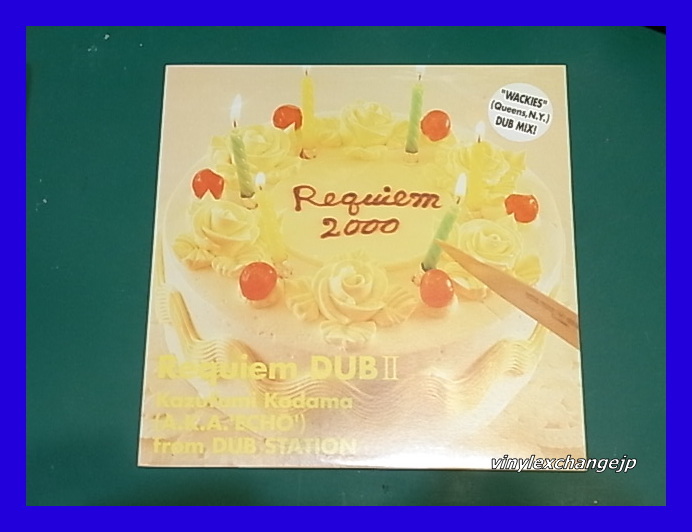 "WACKIES"
(Queens, N.Y.)
DUB MIX!
Requiem
2000
Requiem DUB II
Kazufumi Kodama
(A.K.A. 'ECHO')
from DUB STATION
vinylexchangejp